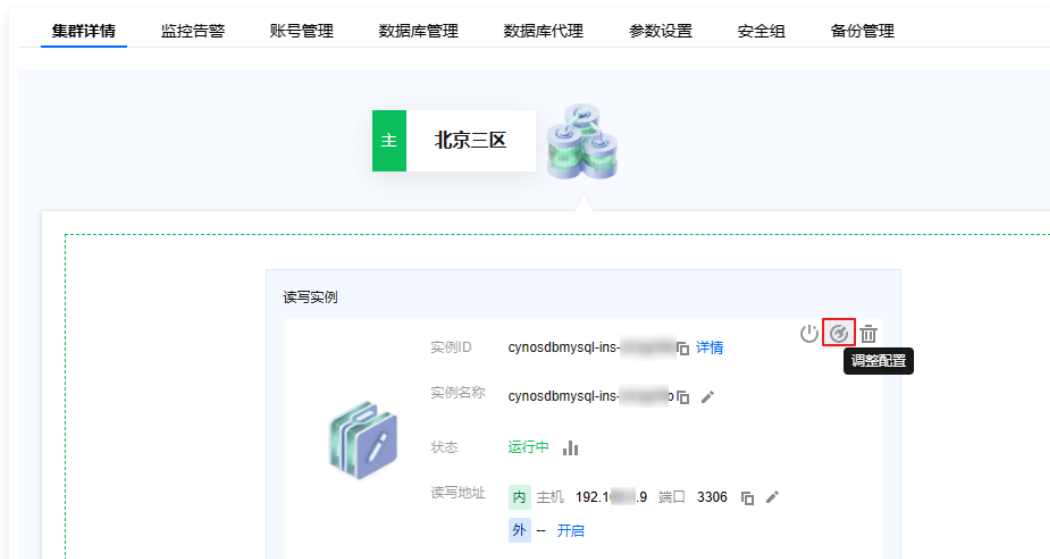 集群详情 监控告警 账号管理 数据库管理 数据库代理 参数设置 安全组 备份管理
主 北京三区
读写实例
实例ID cynosdbmysql-ins- 详情
调整配置
实例名称 cynosdbmysql-ins-
状态 运行中
读写地址 内 主机 192.1 .9 端口 3306
外 -- 开启